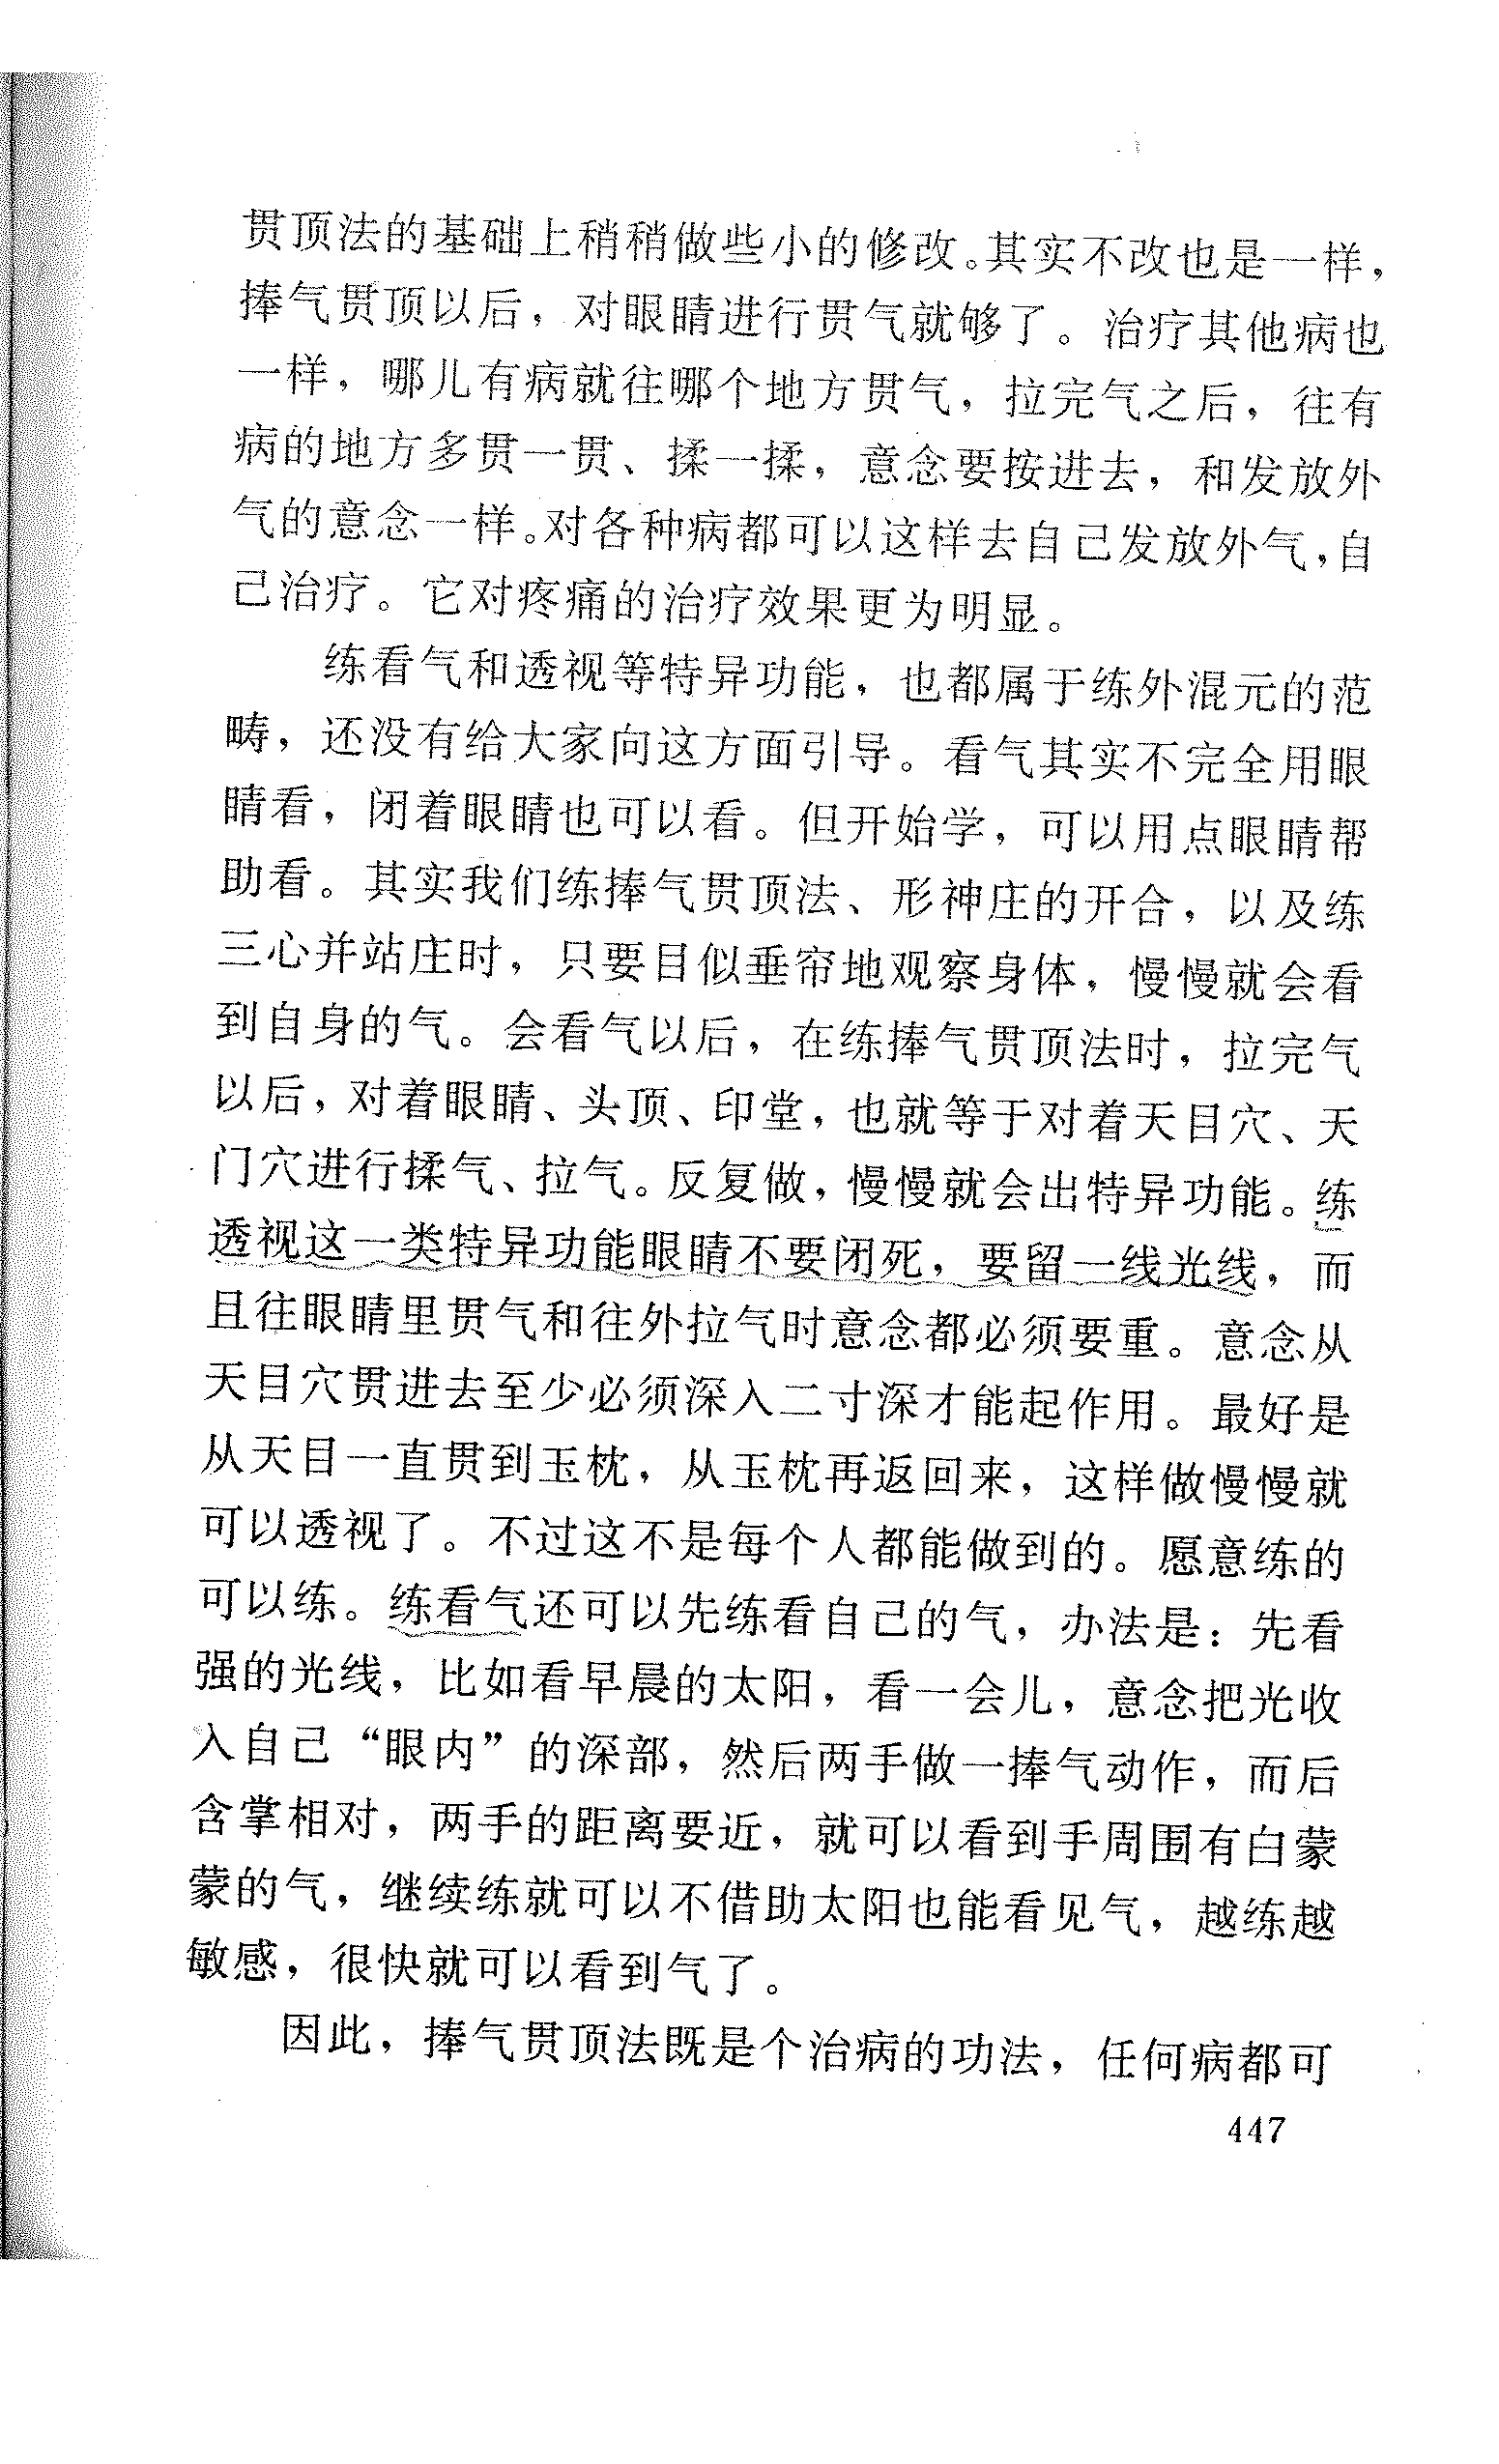 贯顶法的基础上稍稍做些小的修改。其实不改也是一样，
捧气贯顶以后，对眼睛进行贯气就够了。治疗其他病也
一样，哪儿有病就往哪个地方贯气，拉完气之后，往有
病的地方多贯一贯、揉一揉，意念要按进去，和发放外
气的意念一样。对各种病都可以这样去自己发放外气，自
己治疗。它对疼痛的治疗效果更为明显。
练看气和透视等特异功能，也都属于练外混元的范
畴，还没有给大家向这方面引导。看气其实不完全用眼
睛看，闭着眼睛也可以看。但开始学，可以用点眼睛帮
助看。其实我们练捧气贯顶法、形神庄的开合，以及练
三心并站庄时，只要目似垂帘地观察身体，慢慢就会看
到自身的气。会看气以后，在练捧气贯顶法时，拉完气
以后，对着眼睛、头顶、印堂，也就等于对着天目穴、天
门穴进行揉气、拉气。反复做，慢慢就会出特异功能。练
透视这一类特异功能眼睛不要闭死，要留一线光线，而
且往眼睛里贯气和往外拉气时意念都必须要重。意念从
天目穴贯进去至少必须深入二寸深才能起作用。最好是
从天目一直贯到玉枕，从玉枕再返回来，这样做慢慢就
可以透视了。不过这不是每个人都能做到的。愿意练的
可以练。练看气还可以先练看自己的气，办法是：先看
强的光线，比如看早晨的太阳，看一会儿，意念把光收
入自己“眼内”的深部，然后两手做一捧气动作，而后
含掌相对，两手的距离要近，就可以看到手周围有白蒙
蒙的气，继续练就可以不借助太阳也能看见气，越练越
敏感，很快就可以看到气了。
因此，捧气贯顶法既是个治病的功法，任何病都可
447